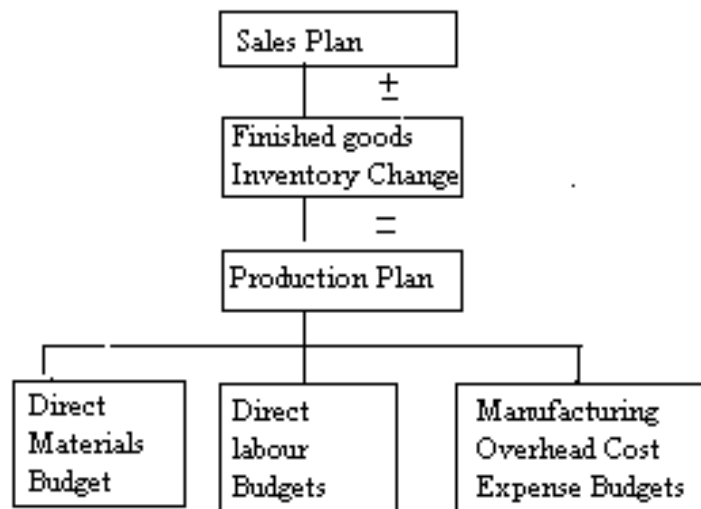 Sales Plan
±
Finished goods
Inventory Change
=
Production Plan
Direct
Materials
Budget
Direct
labour
Budgets
Manufacturing
Overhead Cost
Expense Budgets